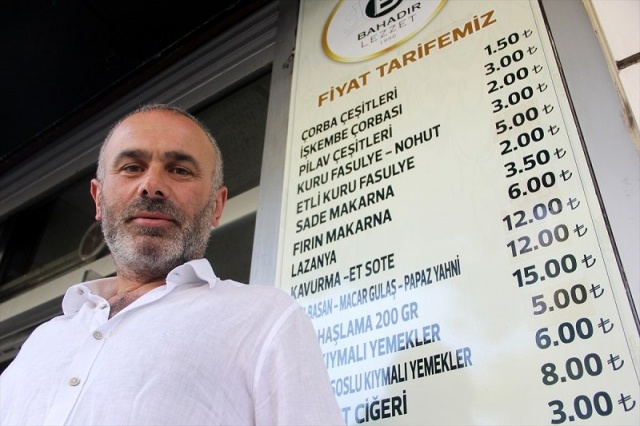 B
BAHADIR
LEZZET
1990
FİYAT TARİFEMİZ
ÇORBA ÇEŞİTLERİ 1.50 ₺
İŞKEMBE ÇORBASI 3.00 ₺
PİLAV ÇEŞİTLERİ 2.00 ₺
KURU FASULYE - NOHUT 3.00 ₺
ETLİ KURU FASULYE 5.00 ₺
SADE MAKARNA 2.00 ₺
FIRIN MAKARNA 3.50 ₺
LAZANYA 6.00 ₺
KAVURMA -ET SOTE 12.00 ₺
BASAN - MACAR GULAŞ - PAPAZ YAHNİ 12.00 ₺
HAŞLAMA 200 GR 15.00 ₺
KIYMALI YEMEKLER 5.00 ₺
SOSLU KIYMALI YEMEKLER 6.00 ₺
CİĞERİ 8.00 ₺
3.00 ₺